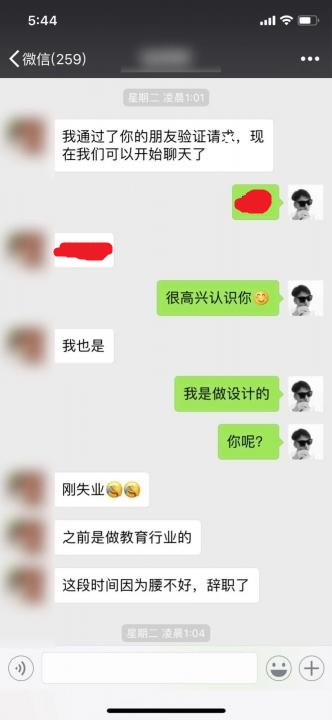 5:44
微信(259)
星期二 凌晨1:01
我通过了你的朋友验证请求，现
在我们可以开始聊天了
很高兴认识你
我也是
我是做设计的
你呢?
刚失业
之前是做教育行业的
这段时间因为腰不好，辞职了
星期二 凌晨1:04